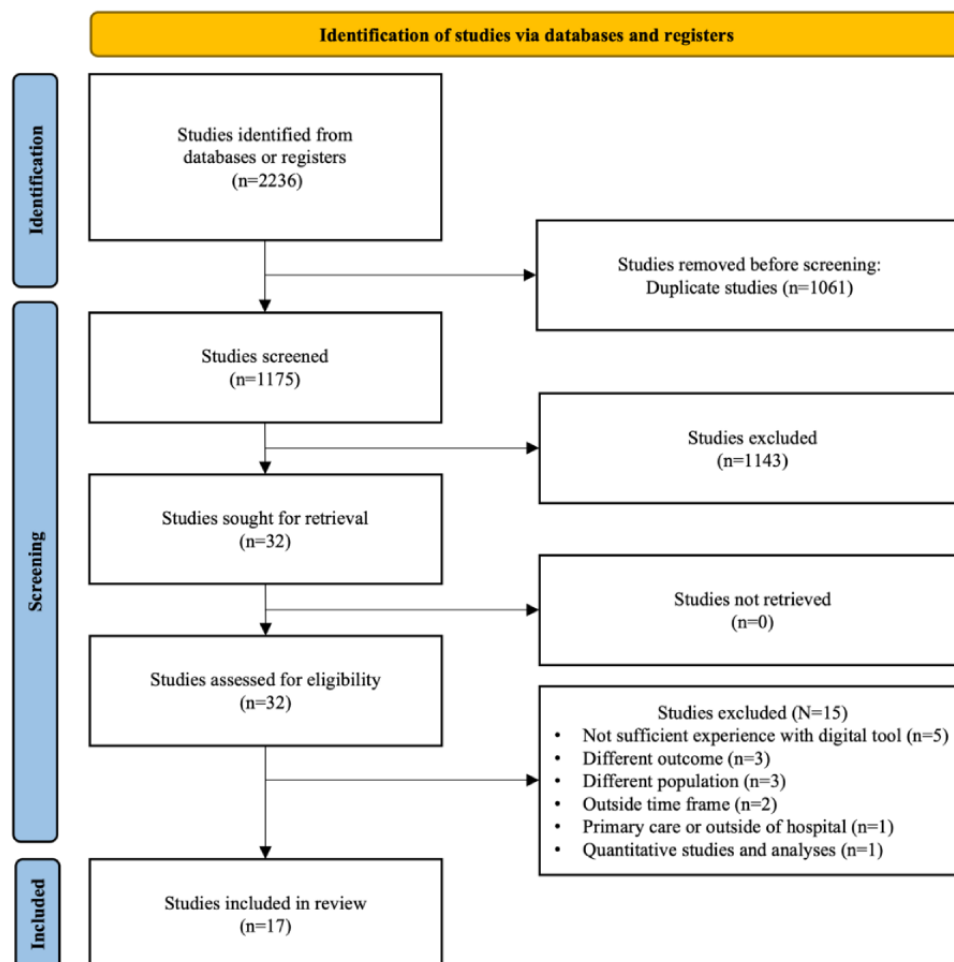 Identification of studies via databases and registers
Identification
Studies identified from
databases or registers
(n=2236)
Studies removed before screening:
Duplicate studies (n=1061)
Screening
Studies screened
(n=1175)
Studies excluded
(n=1143)
Studies sought for retrieval
(n=32)
Studies not retrieved
(n=0)
Studies assessed for eligibility
(n=32)
Studies excluded (N=15)
• Not sufficient experience with digital tool (n=5)
• Different outcome (n=3)
• Different population (n=3)
• Outside time frame (n=2)
• Primary care or outside of hospital (n=1)
• Quantitative studies and analyses (n=1)
Included
Studies included in review
(n=17)